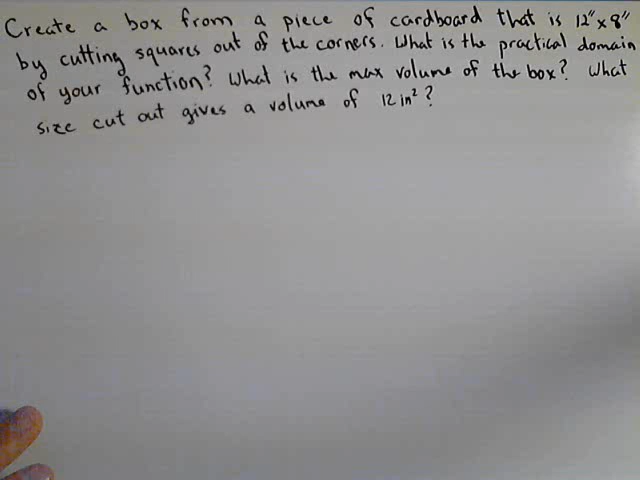 Create a box from a piece of cardboard that is 12" x 8"
by cutting squares out of the corners. What is the practical domain
of your function? What is the max volume of the box? What
size cut out gives a volume of 12 in²?